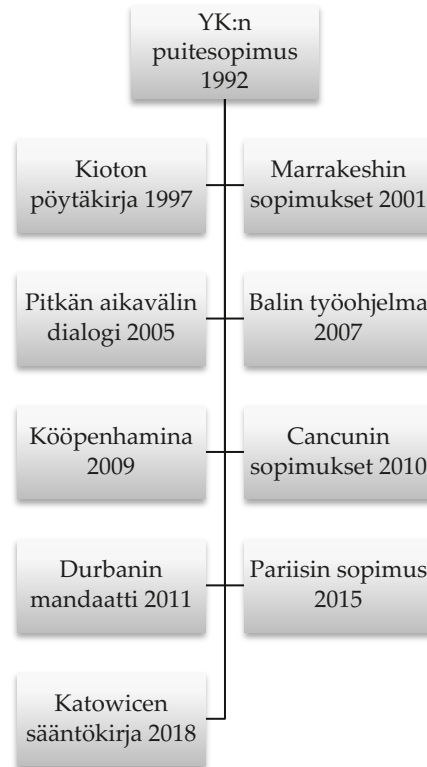 YK:n
puitesopimus
1992
Kioton
pöytäkirja 1997
Marrakeshin
sopimukset 2001
Pitkän aikavälin
dialogi 2005
Balin työohjelma
2007
Kööpenhamina
2009
Cancunin
sopimukset 2010
Durbanin
mandaatti 2011
Pariisin sopimus
2015
Katowicen
sääntökirja 2018